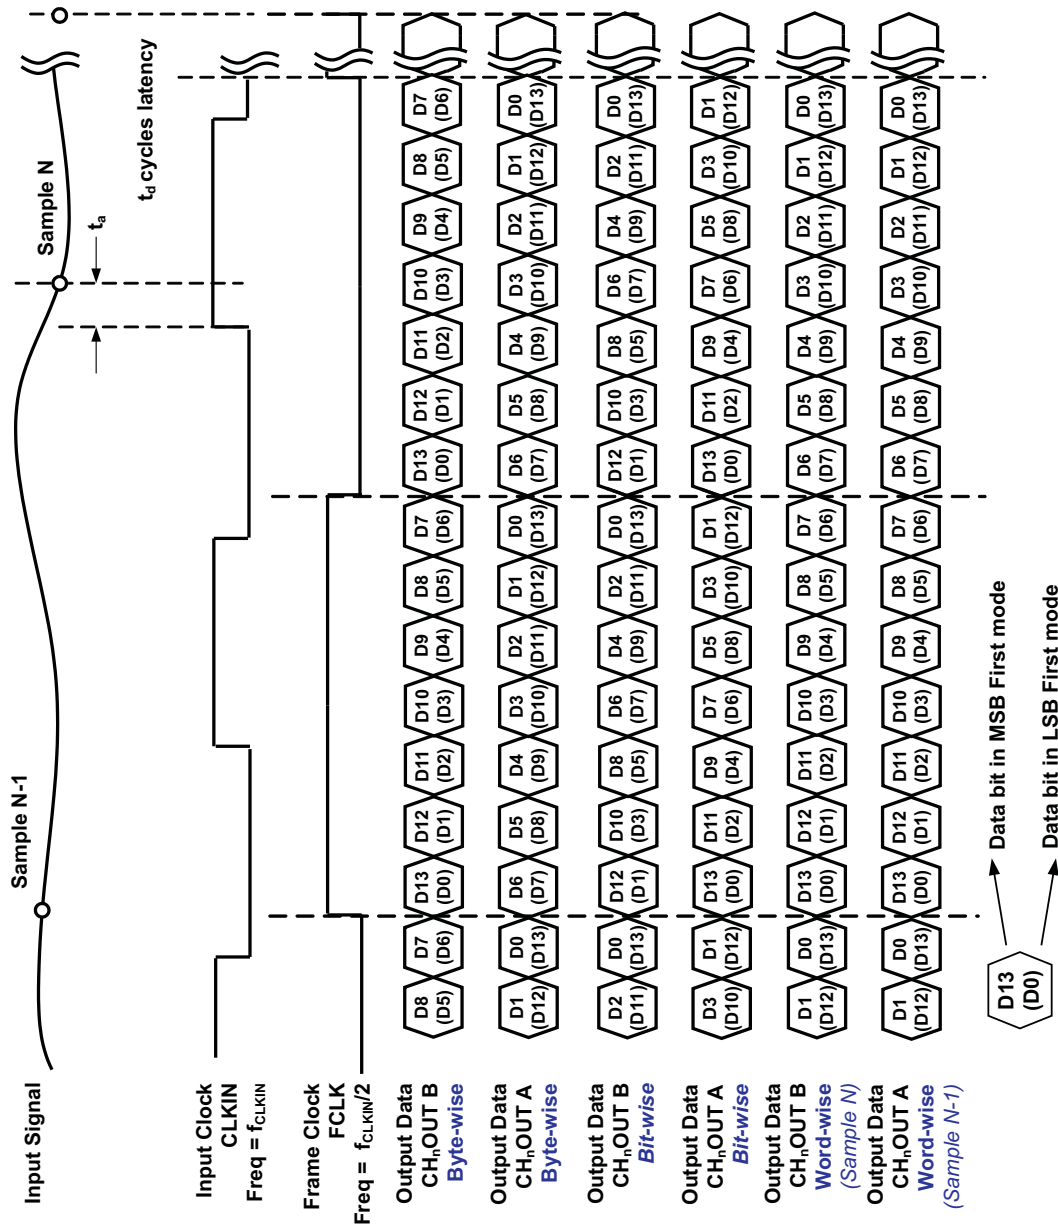 Input Signal
Sample N-1
Sample N
t_a
t_d cycles latency
Input Clock
CLKIN
Freq = f_CLKIN
Frame Clock
FCLK
Freq = f_CLKIN/2
Output Data
CH_nOUT B
Byte-wise
D8 D7 D13 D12 D11 D10 D9 D8 D7 D13 D12 D11 D10 D9 D8 D7
(D5) (D6) (D0) (D1) (D2) (D3) (D4) (D5) (D6) (D0) (D1) (D2) (D3) (D4) (D5) (D6)
Output Data
CH_nOUT A
Byte-wise
D1 D0 D6 D5 D4 D3 D2 D1 D0 D6 D5 D4 D3 D2 D1 D0
(D12) (D13) (D7) (D8) (D9) (D10) (D11) (D12) (D13) (D7) (D8) (D9) (D10) (D11) (D12) (D13)
Output Data
CH_nOUT B
Bit-wise
D2 D0 D12 D10 D8 D6 D4 D2 D0 D12 D10 D8 D6 D4 D2 D0
(D11) (D13) (D1) (D3) (D5) (D7) (D9) (D11) (D13) (D1) (D3) (D5) (D7) (D9) (D11) (D13)
Output Data
CH_nOUT A
Bit-wise
D3 D1 D13 D11 D9 D7 D5 D3 D1 D13 D11 D9 D7 D5 D3 D1
(D10) (D12) (D0) (D2) (D4) (D6) (D8) (D10) (D12) (D0) (D2) (D4) (D6) (D8) (D10) (D12)
Output Data
CH_nOUT B
Word-wise
(Sample N)
D1 D0 D13 D12 D11 D10 D9 D8 D7 D6 D5 D4 D3 D2 D1 D0
(D12) (D13) (D0) (D1) (D2) (D3) (D4) (D5) (D6) (D7) (D8) (D9) (D10) (D11) (D12) (D13)
Output Data
CH_nOUT A
Word-wise
(Sample N-1)
D1 D0 D13 D12 D11 D10 D9 D8 D7 D6 D5 D4 D3 D2 D1 D0
(D12) (D13) (D0) (D1) (D2) (D3) (D4) (D5) (D6) (D7) (D8) (D9) (D10) (D11) (D12) (D13)
D13
(D0)
Data bit in MSB First mode
Data bit in LSB First mode